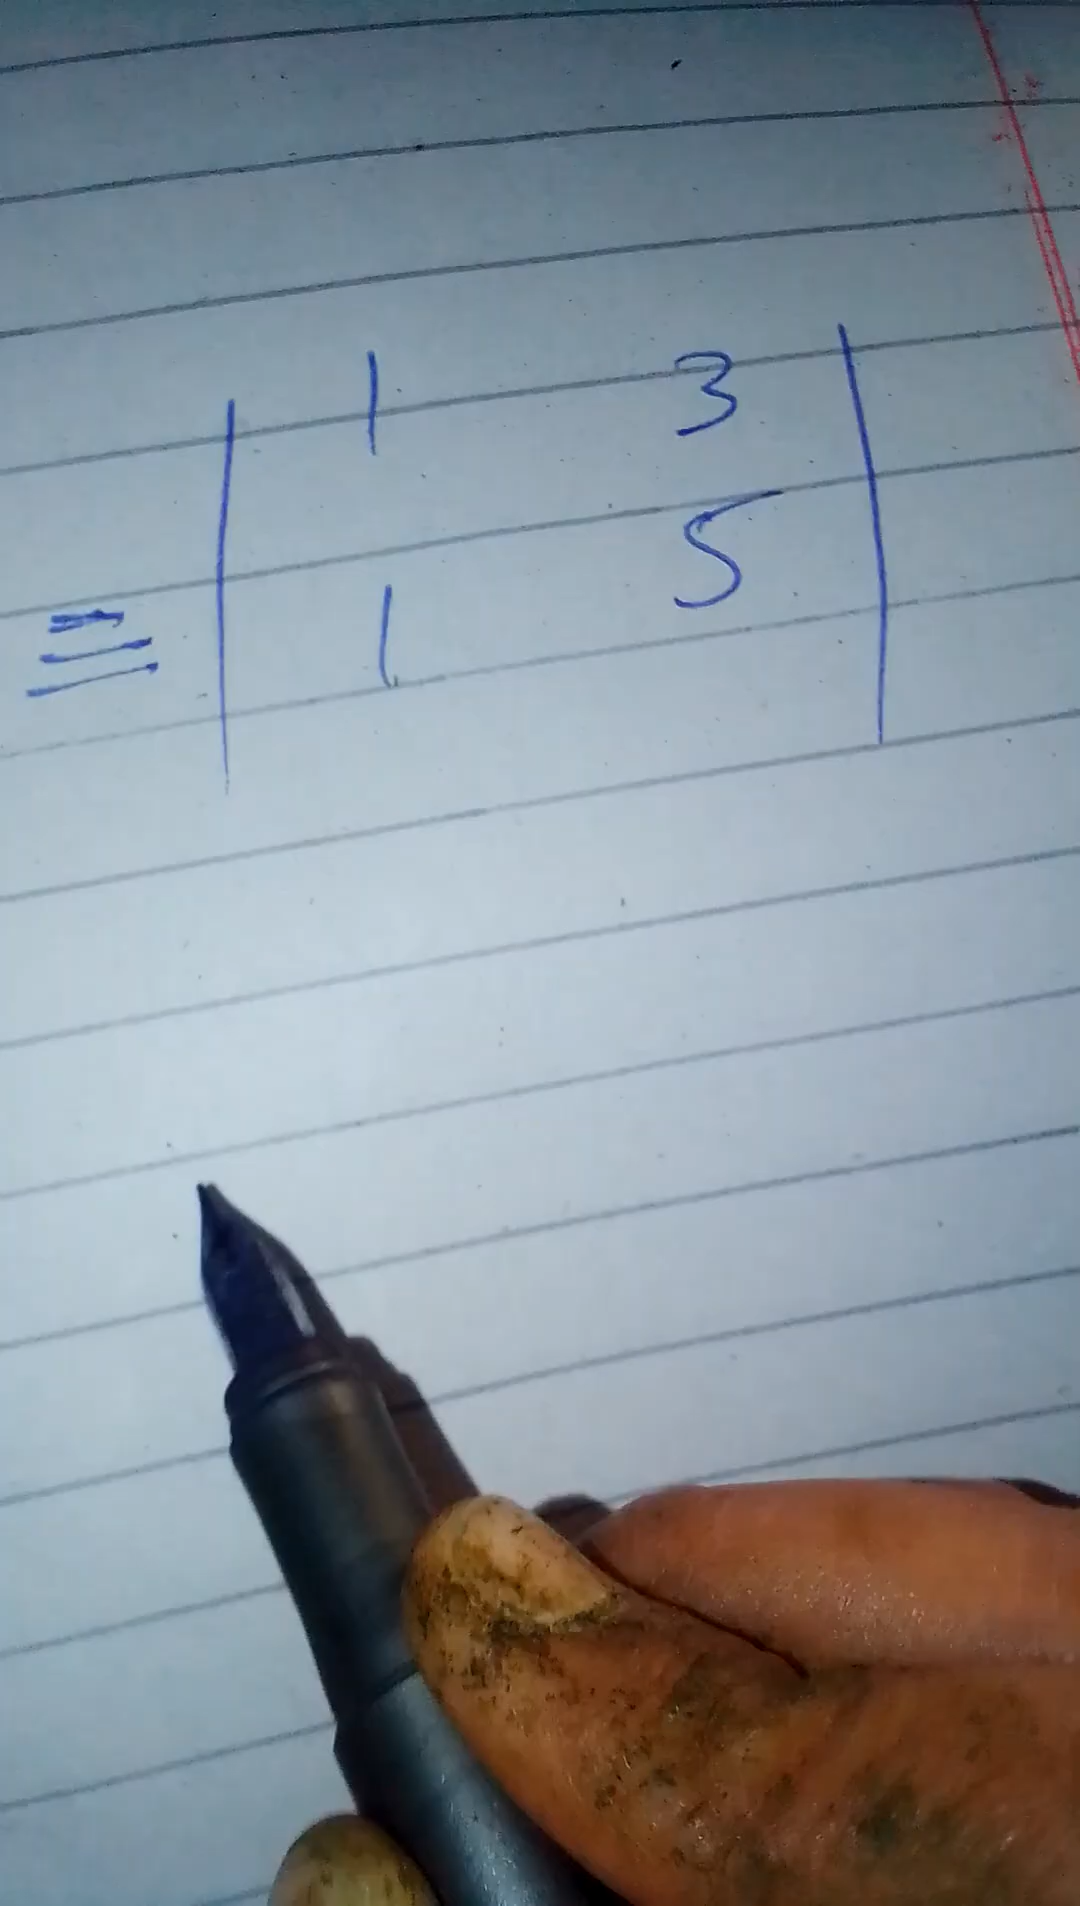 | 1 3 |
= | 1 5 |